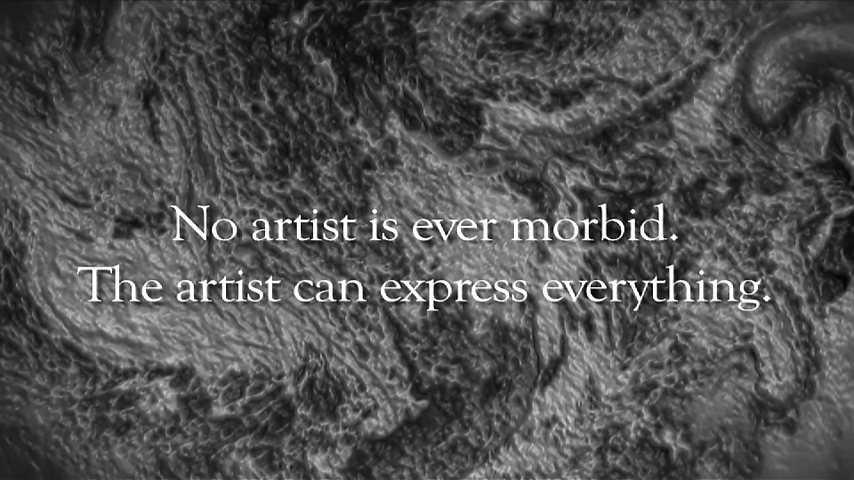 No artist is ever morbid.
The artist can express everything.